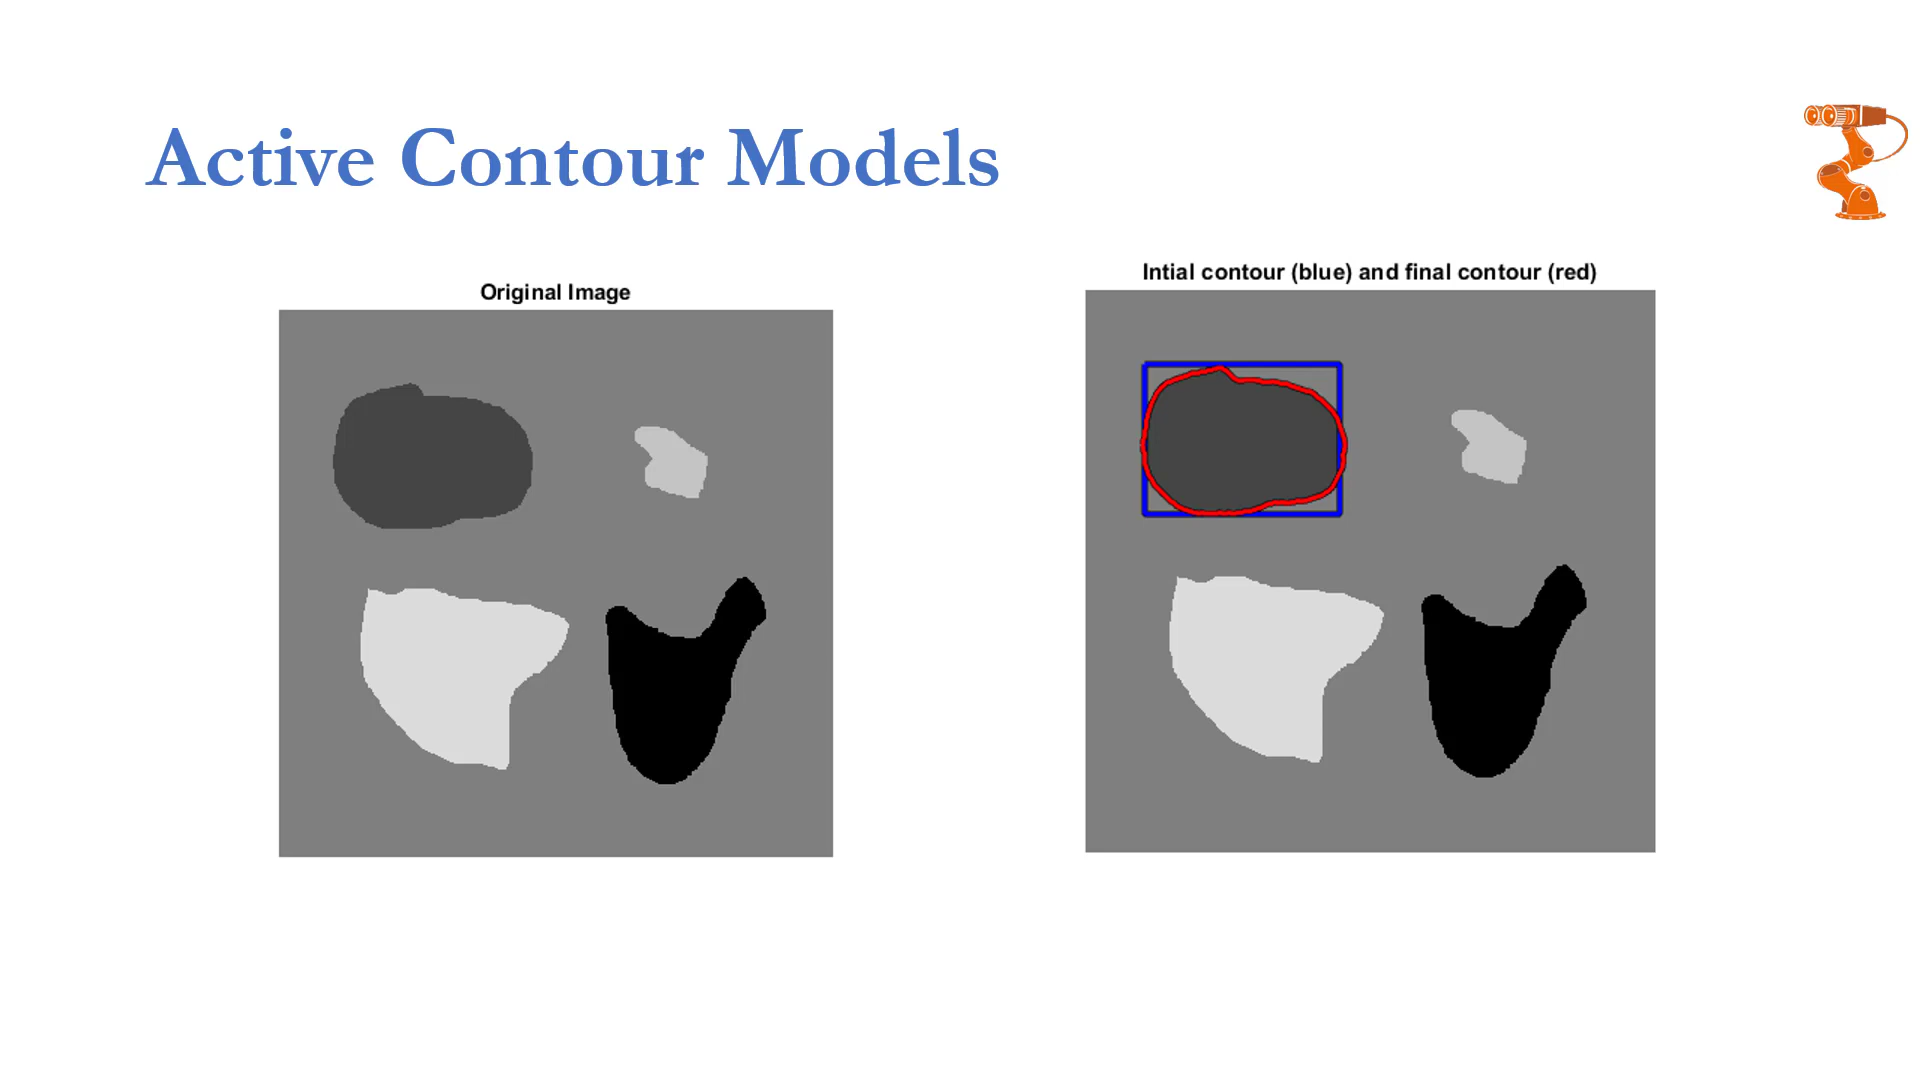 Active Contour Models
Original Image
Intial contour (blue) and final contour (red)